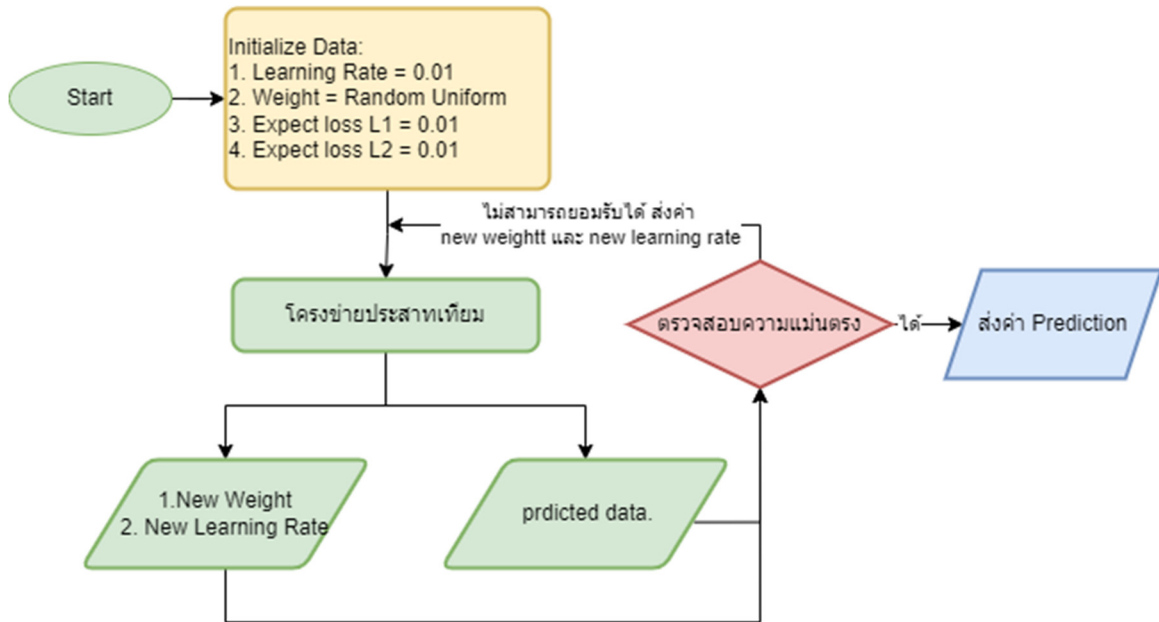 Start
Initialize Data:
1. Learning Rate = 0.01
2. Weight = Random Uniform
3. Expect loss L1 = 0.01
4. Expect loss L2 = 0.01
ไม่สามารถยอมรับได้ ส่งค่า
new weightt และ new learning rate
โครงข่ายประสาทเทียม
ตรวจสอบความแม่นตรง
ได้
ส่งค่า Prediction
1.New Weight
2. New Learning Rate
prdicted data.